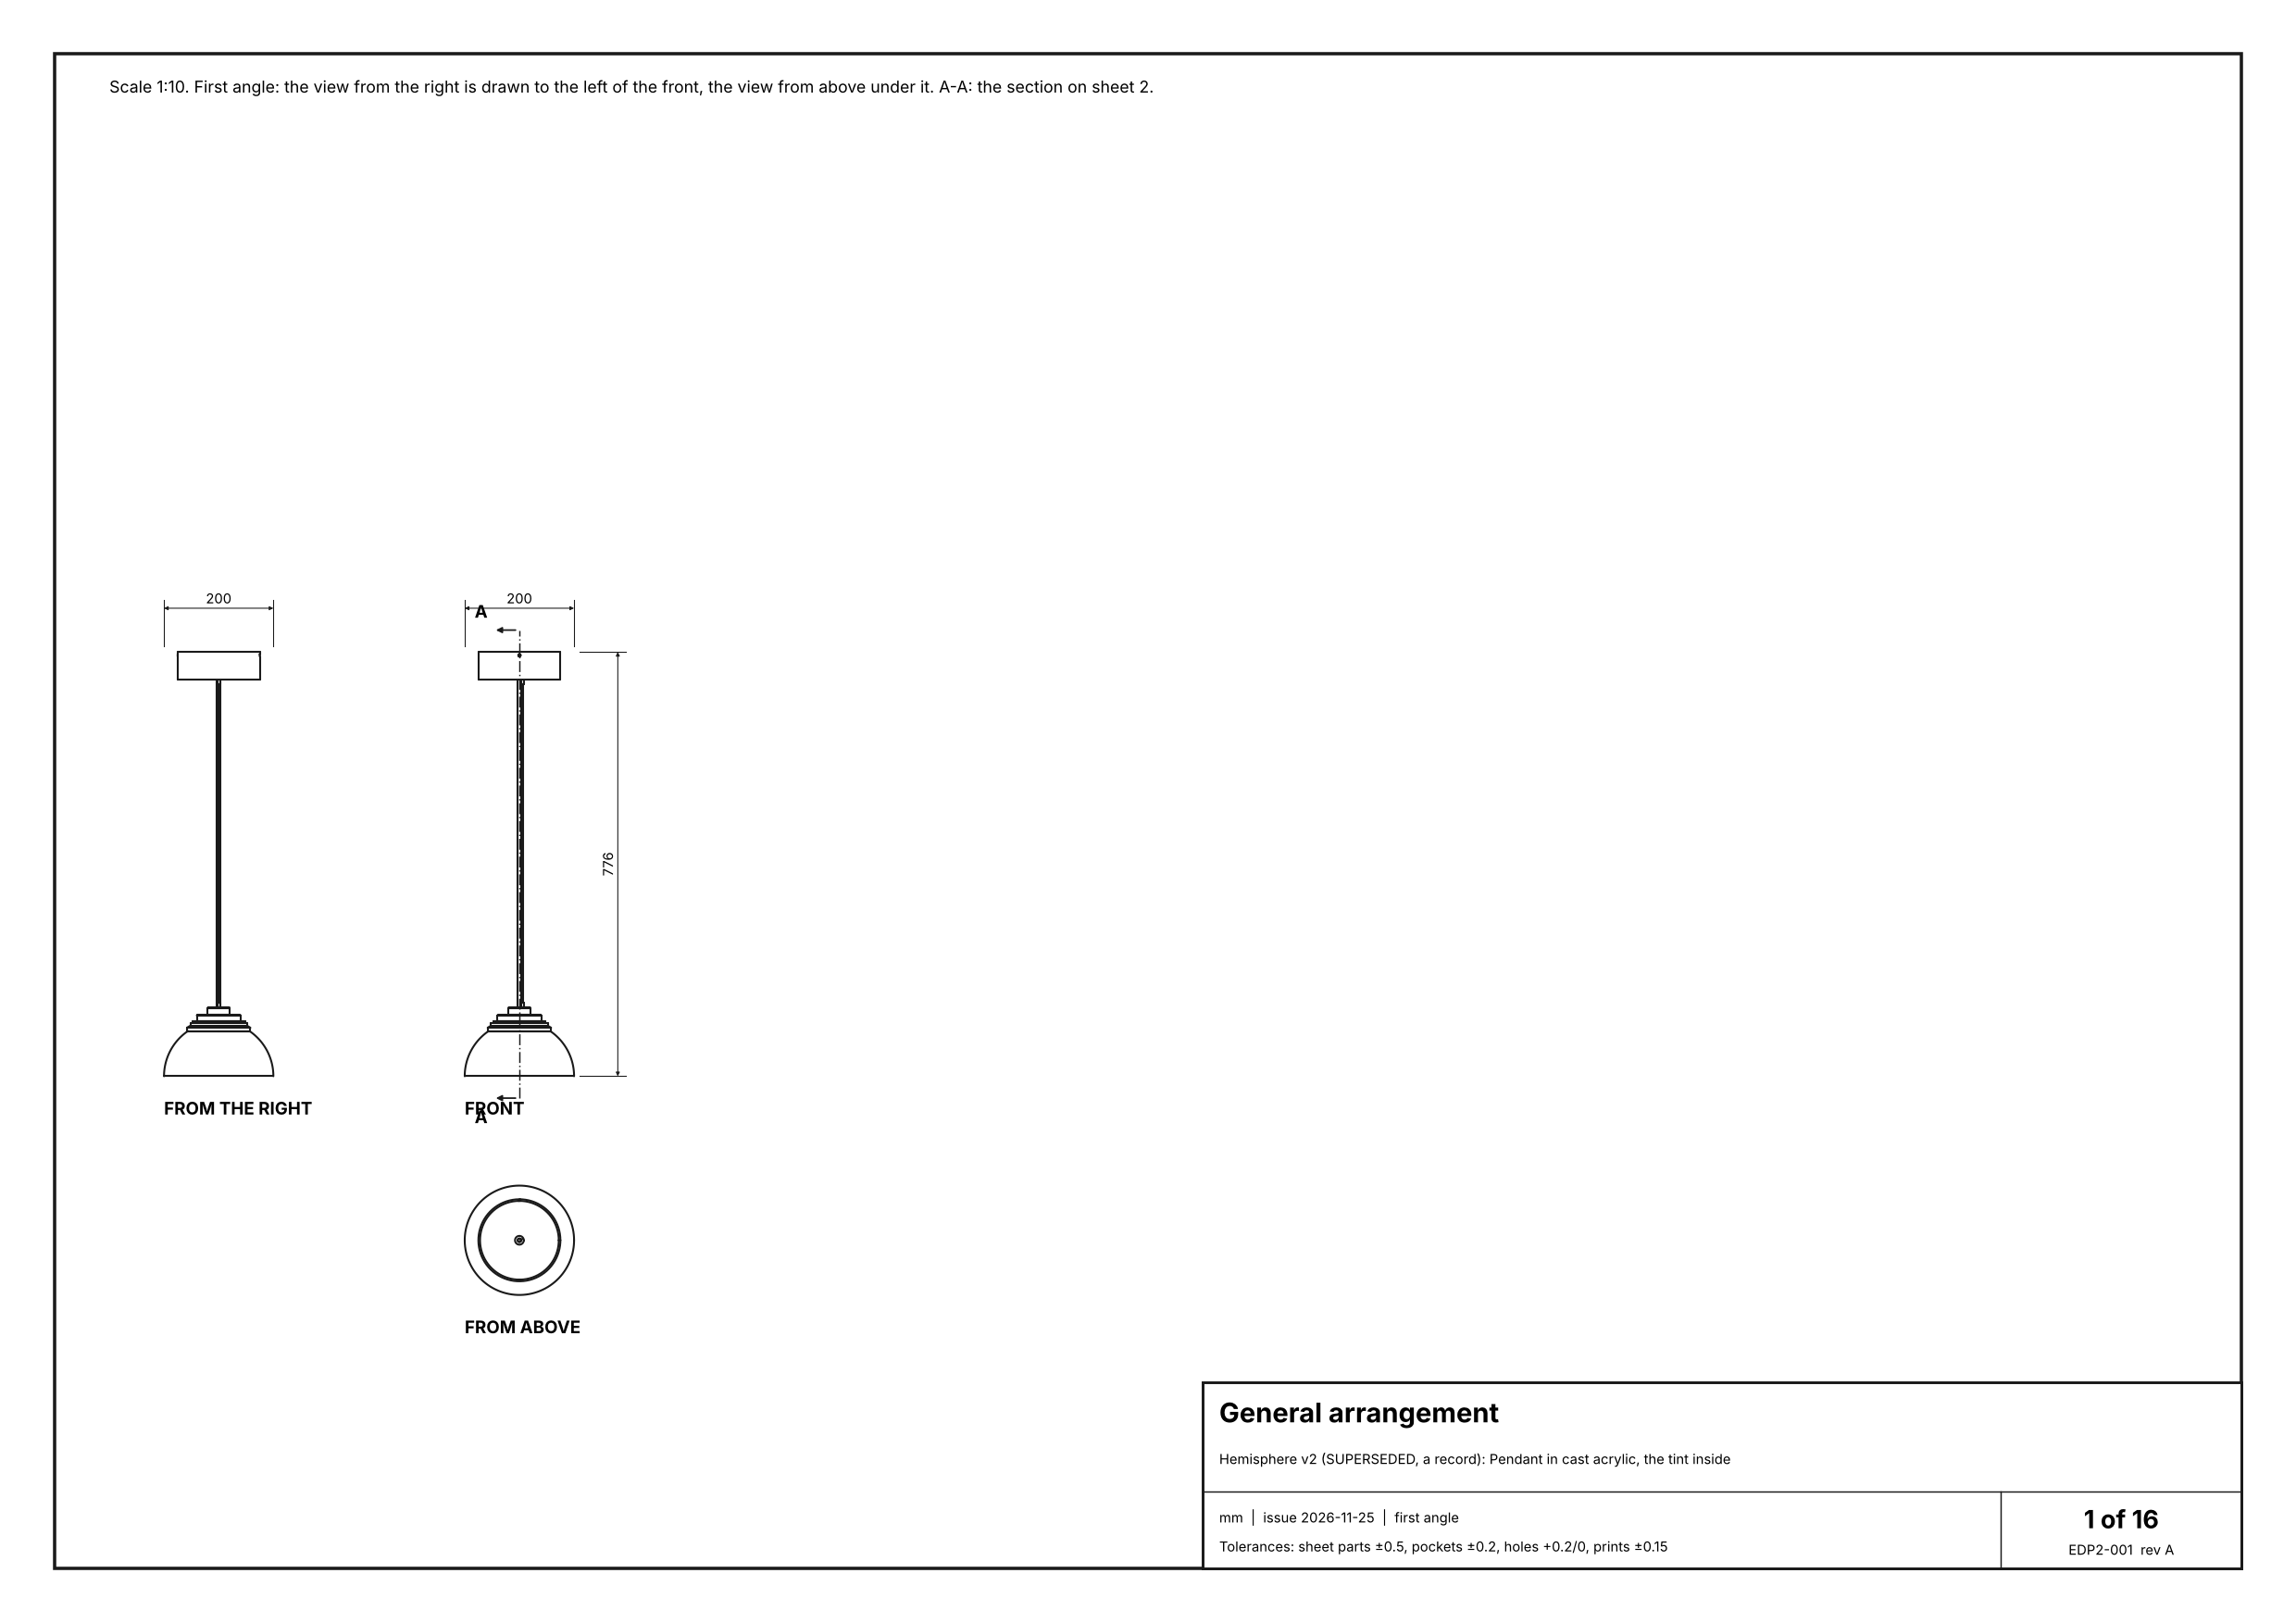 Scale 1:10. First angle: the view from the right is drawn to the left of the front, the view from above under it. A-A: the section on sheet 2.
200
200
A
776
FROM THE RIGHT
FRONT
A
FROM ABOVE
General arrangement
Hemisphere v2 (SUPERSEDED, a record): Pendant in cast acrylic, the tint inside
mm | issue 2026-11-25 | first angle
Tolerances: sheet parts ±0.5, pockets ±0.2, holes +0.2/0, prints ±0.15
1 of 16
EDP2-001 rev A